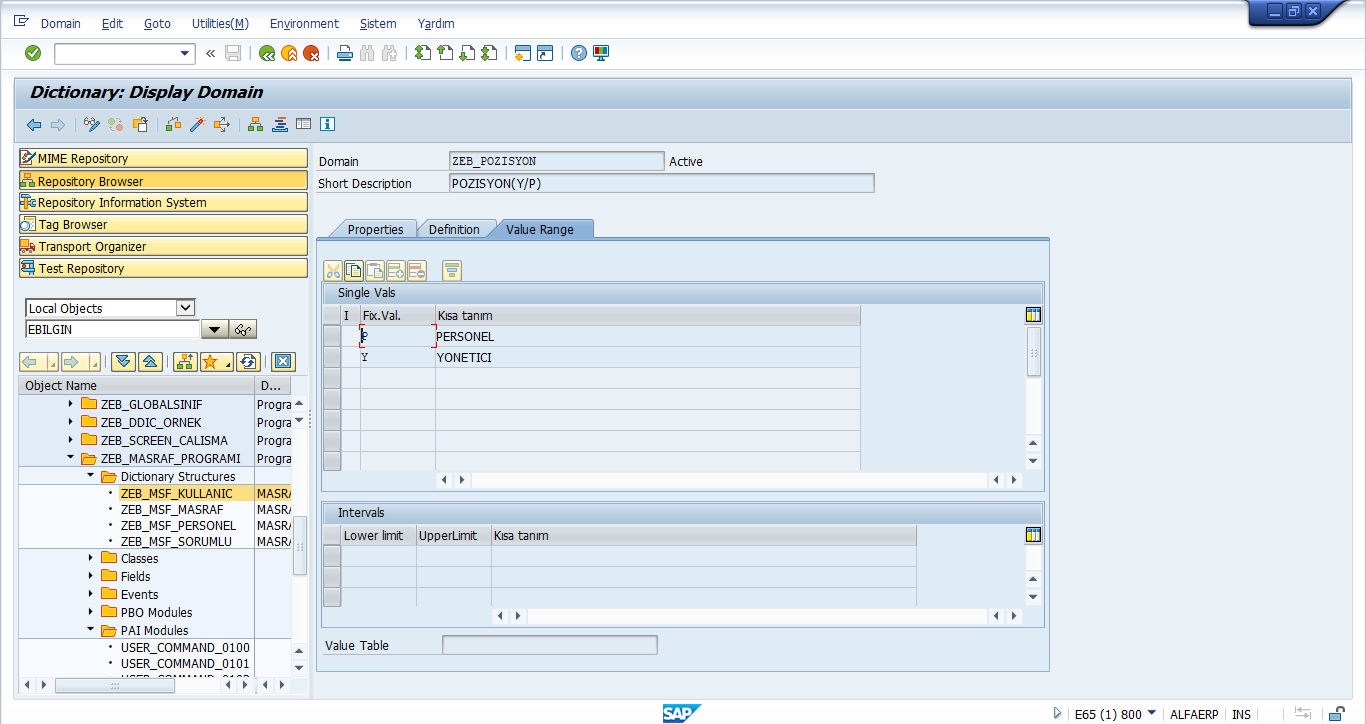 Domain Edit Goto Utilities(M) Environment Sistem Yardım
Dictionary: Display Domain
MIME Repository
Repository Browser
Repository Information System
Tag Browser
Transport Organizer
Test Repository
Local Objects
EBILGIN
Object Name D...
ZEB_GLOBALSINIF Progra
ZEB_DDIC_ORNEK Progra
ZEB_SCREEN_CALISMA Progra
ZEB_MASRAF_PROGRAMI Progra
Dictionary Structures
ZEB_MSF_KULLANIC MASRA
ZEB_MSF_MASRAF MASRA
ZEB_MSF_PERSONEL MASRA
ZEB_MSF_SORUMLU MASRA
Classes
Fields
Events
PBO Modules
PAI Modules
USER_COMMAND_0100
USER_COMMAND_0101
Domain ZEB_POZISYON Active
Short Description POZISYON(Y/P)
Properties Definition Value Range
Single Vals
I Fix.Val. Kısa tanım
P PERSONEL
Y YONETICI
Intervals
Lower limit UpperLimit Kısa tanım
Value Table
SAP
E65 (1) 800 ALFAERP INS